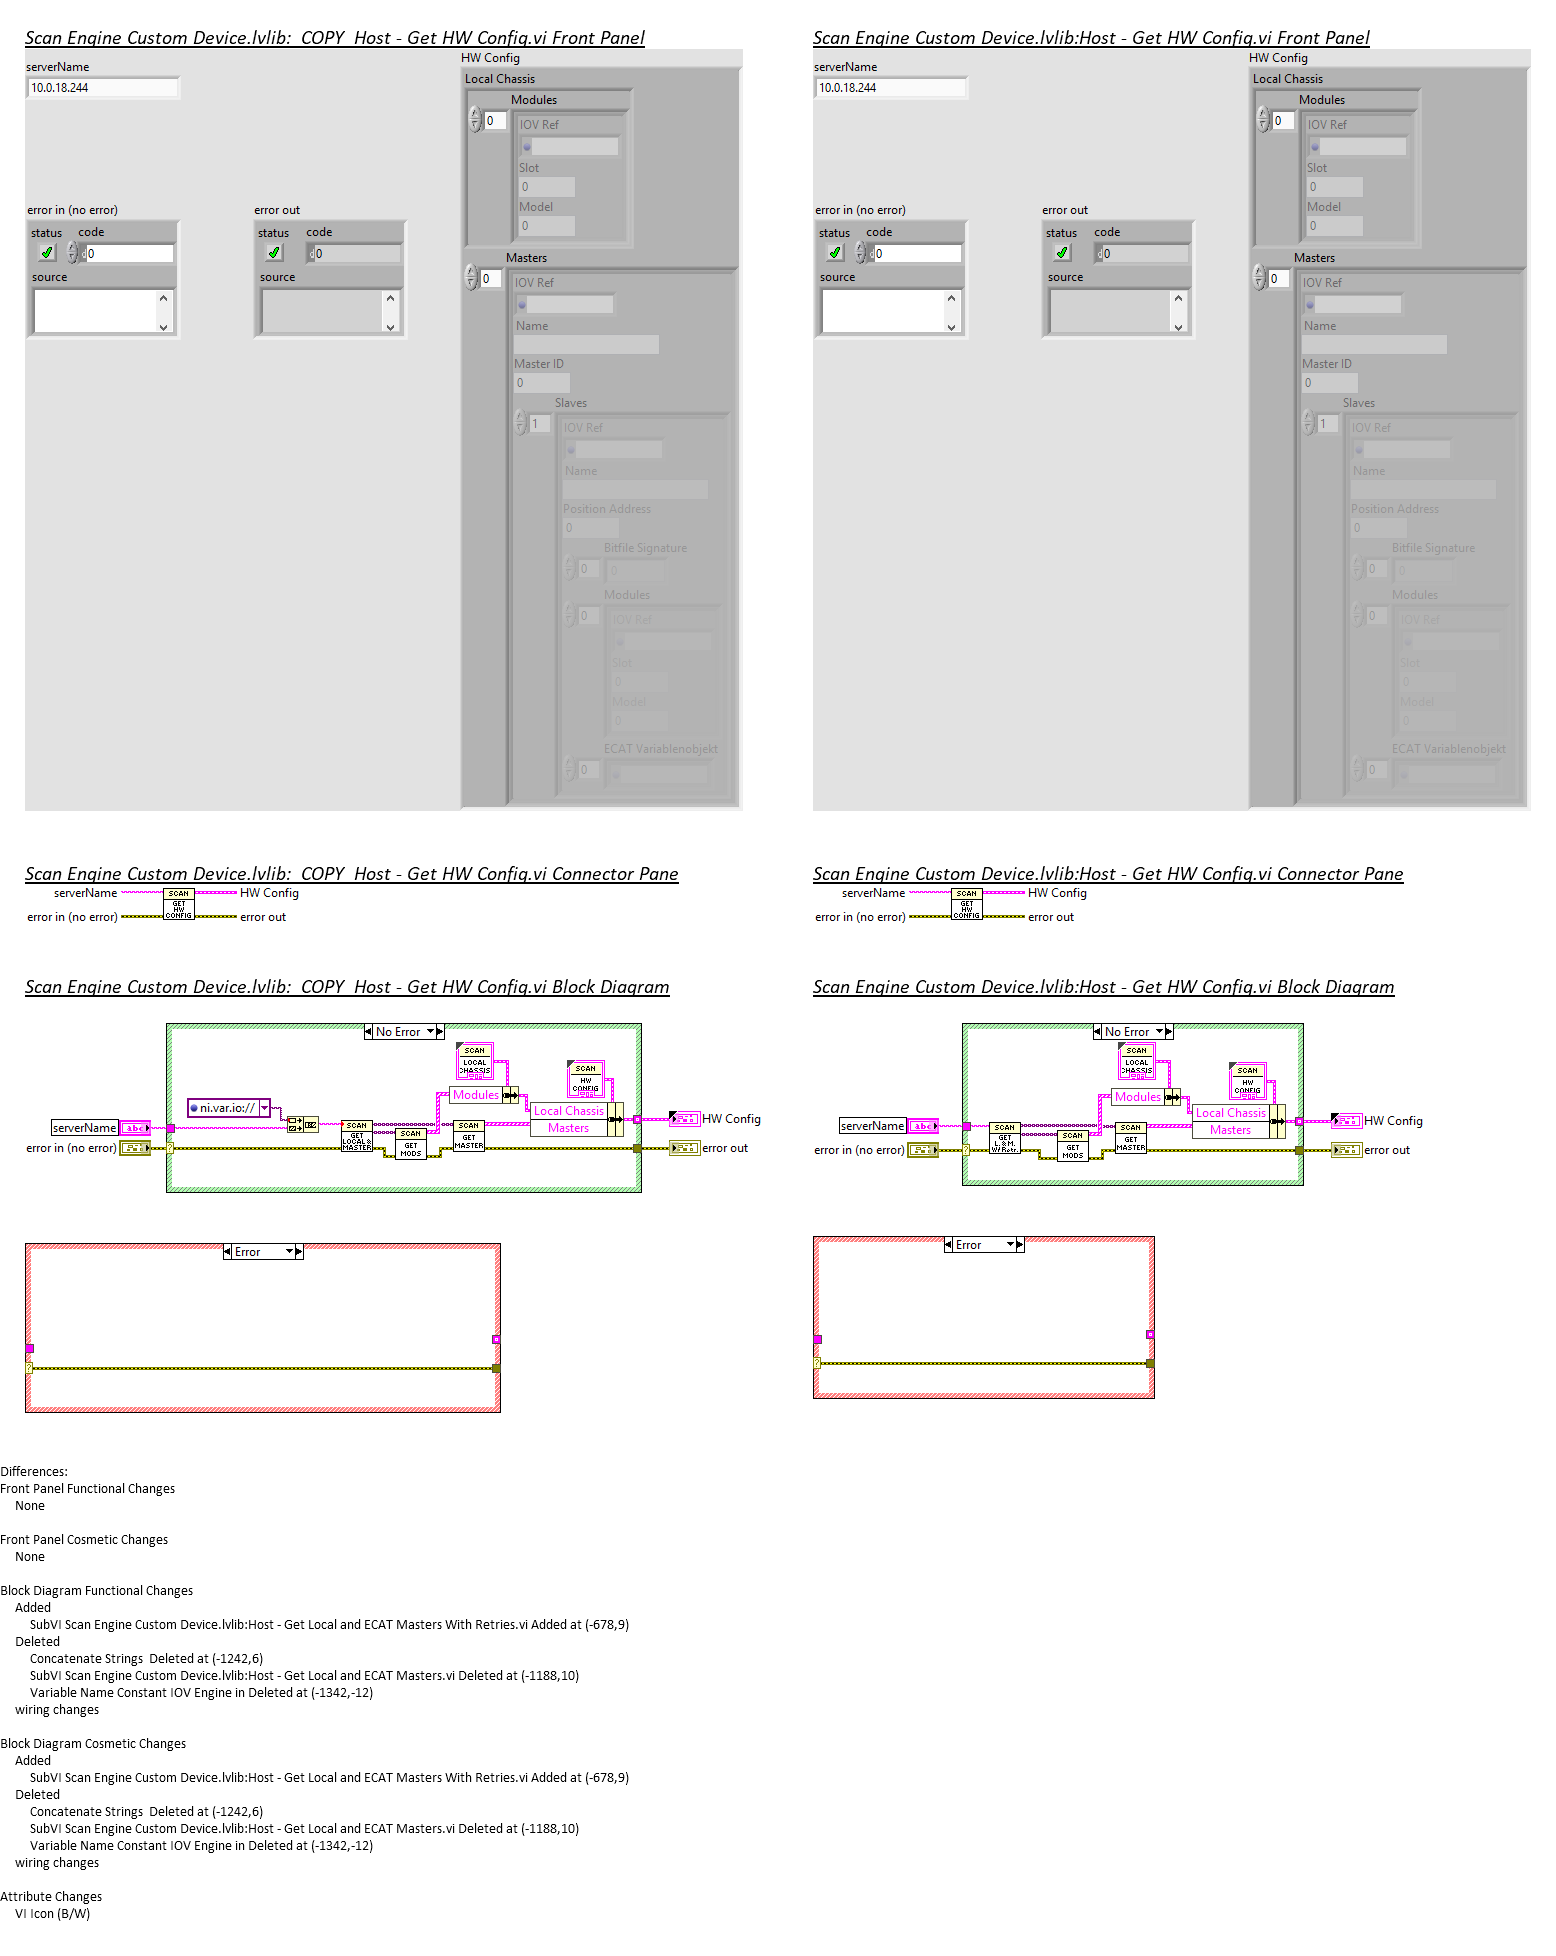 Scan Engine Custom Device.lvlib:  COPY  Host - Get HW Config.vi Front Panel
serverName
10.0.18.244
HW Config
Local Chassis
Modules
0
IOV Ref
Slot
0
Model
0
error in (no error)
status
code
0
source
error out
status
code
0
source
Masters
0
IOV Ref
Name
Master ID
0
Slaves
1
IOV Ref
Name
Position Address
0
Bitfile Signature
0
0
Modules
0
IOV Ref
Slot
0
Model
0
ECAT Variablenobjekt
0
Scan Engine Custom Device.lvlib:Host - Get HW Config.vi Front Panel
serverName
10.0.18.244
HW Config
Local Chassis
Modules
0
IOV Ref
Slot
0
Model
0
error in (no error)
status
code
0
source
error out
status
code
0
source
Masters
0
IOV Ref
Name
Master ID
0
Slaves
1
IOV Ref
Name
Position Address
0
Bitfile Signature
0
0
Modules
0
IOV Ref
Slot
0
Model
0
ECAT Variablenobjekt
0
Scan Engine Custom Device.lvlib:  COPY  Host - Get HW Config.vi Connector Pane
serverName
error in (no error)
SCAN
GET
HW
CONFIG
HW Config
error out
Scan Engine Custom Device.lvlib:Host - Get HW Config.vi Connector Pane
serverName
error in (no error)
SCAN
GET
HW
CONFIG
HW Config
error out
Scan Engine Custom Device.lvlib:  COPY  Host - Get HW Config.vi Block Diagram
No Error
SCAN
LOCAL
CHASSIS
SCAN
HW
CONFIG
Modules
ni.var.io://
Local Chassis
Masters
serverName
abc
error in (no error)
SCAN
GET
LOCAL &
MASTER
SCAN
GET
MODS
SCAN
GET
MASTER
HW Config
error out
Error
Scan Engine Custom Device.lvlib:Host - Get HW Config.vi Block Diagram
No Error
SCAN
LOCAL
CHASSIS
SCAN
HW
CONFIG
Modules
Local Chassis
Masters
serverName
abc
error in (no error)
SCAN
GET
L. & M.
W/Retr.
SCAN
GET
MODS
SCAN
GET
MASTER
HW Config
error out
Error
Differences:
Front Panel Functional Changes
None
Front Panel Cosmetic Changes
None
Block Diagram Functional Changes
Added
SubVI Scan Engine Custom Device.lvlib:Host - Get Local and ECAT Masters With Retries.vi Added at (-678,9)
Deleted
Concatenate Strings  Deleted at (-1242,6)
SubVI Scan Engine Custom Device.lvlib:Host - Get Local and ECAT Masters.vi Deleted at (-1188,10)
Variable Name Constant IOV Engine in Deleted at (-1342,-12)
wiring changes
Block Diagram Cosmetic Changes
Added
SubVI Scan Engine Custom Device.lvlib:Host - Get Local and ECAT Masters With Retries.vi Added at (-678,9)
Deleted
Concatenate Strings  Deleted at (-1242,6)
SubVI Scan Engine Custom Device.lvlib:Host - Get Local and ECAT Masters.vi Deleted at (-1188,10)
Variable Name Constant IOV Engine in Deleted at (-1342,-12)
wiring changes
Attribute Changes
VI Icon (B/W)